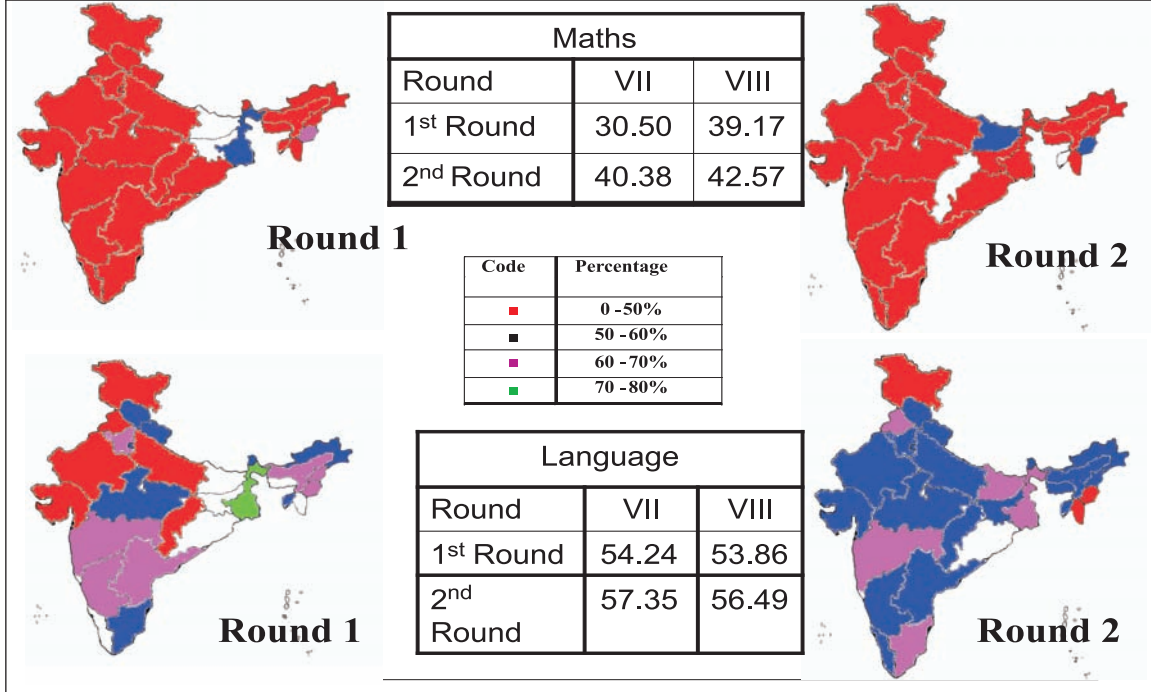 Maths
Round VII VIII
1st Round 30.50 39.17
2nd Round 40.38 42.57
Round 1
Round 2
Code Percentage
0 -50%
50 -60%
60 -70%
70 -80%
Language
Round VII VIII
1st Round 54.24 53.86
2nd 57.35 56.49
Round
Round 1
Round 2